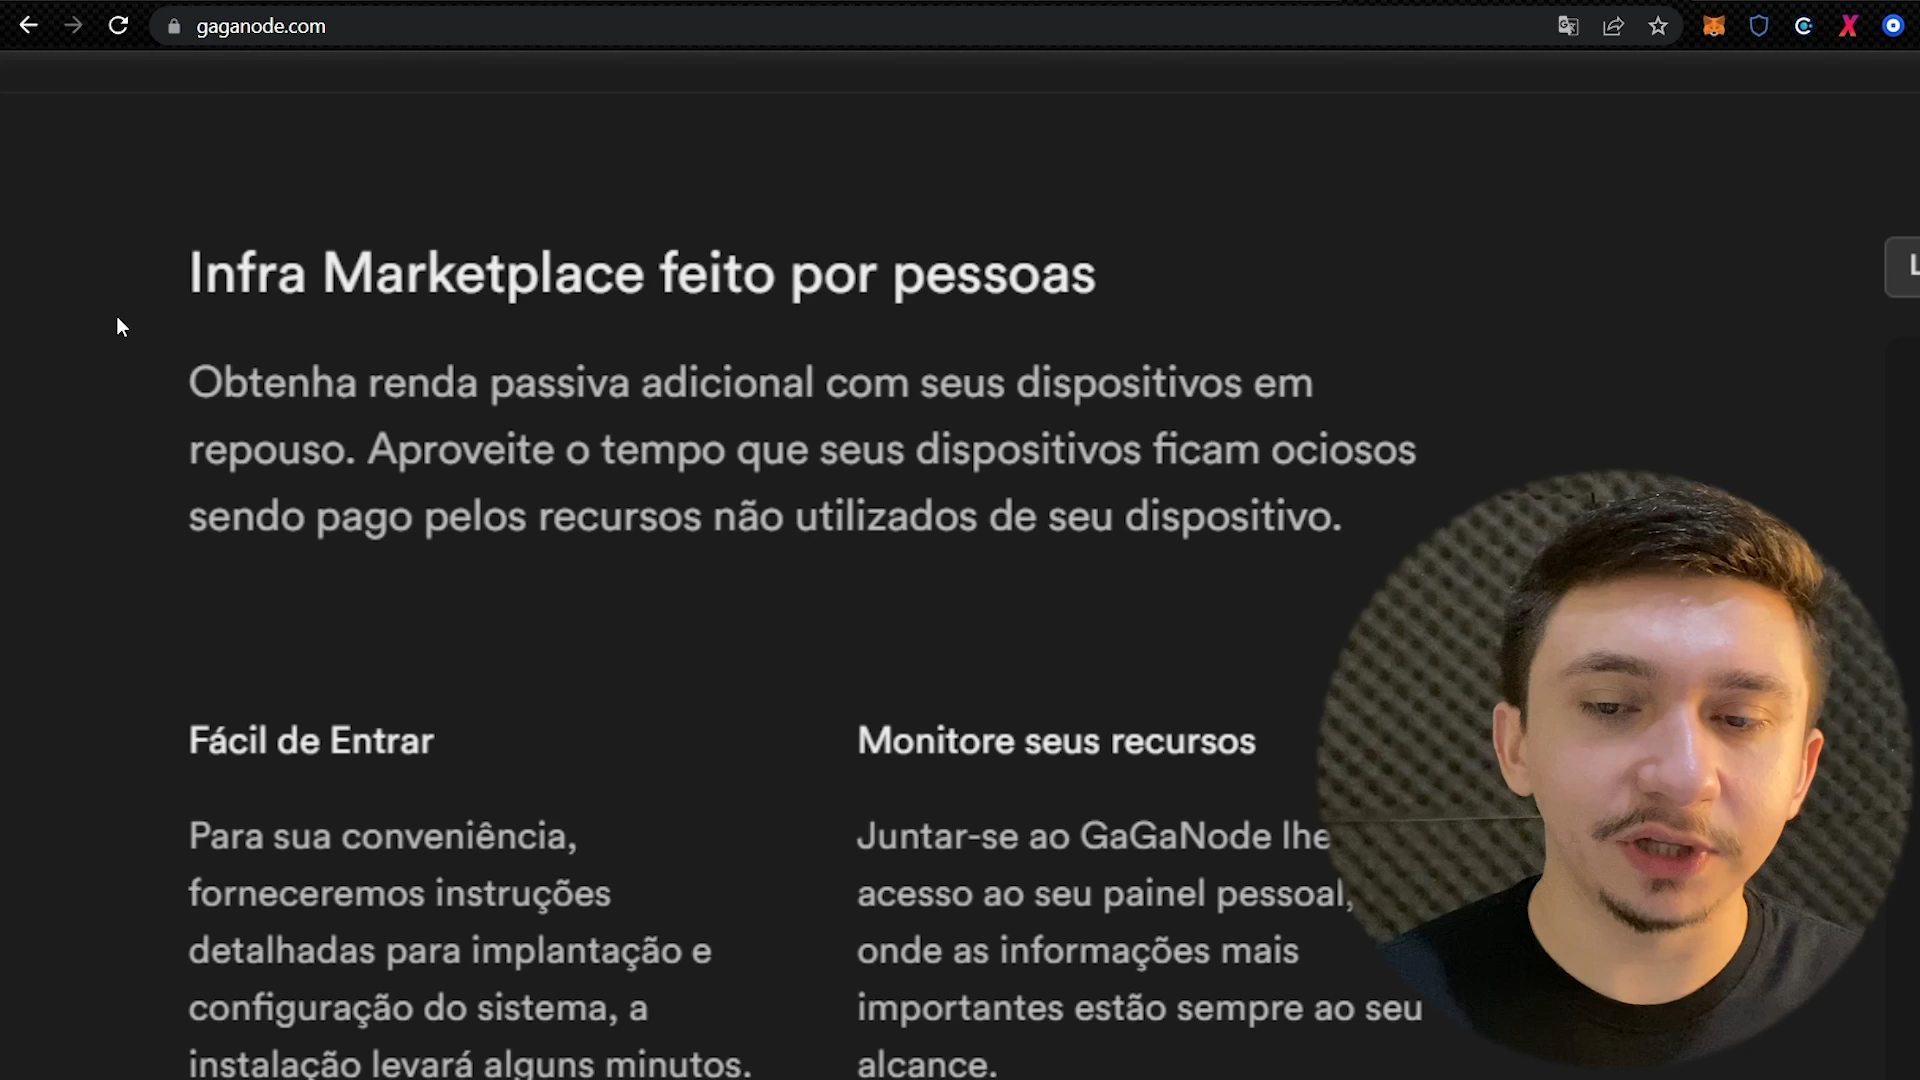 gaganode.com
Infra Marketplace feito por pessoas
Obtenha renda passiva adicional com seus dispositivos em
repouso. Aproveite o tempo que seus dispositivos ficam ociosos
sendo pago pelos recursos não utilizados de seu dispositivo.
Fácil de Entrar
Para sua conveniência,
forneceremos instruções
detalhadas para implantação e
configuração do sistema, a
instalação levará alguns minutos.
Monitore seus recursos
Juntar-se ao GaGaNode lhe
acesso ao seu painel pessoal,
onde as informações mais
importantes estão sempre ao seu
alcance.